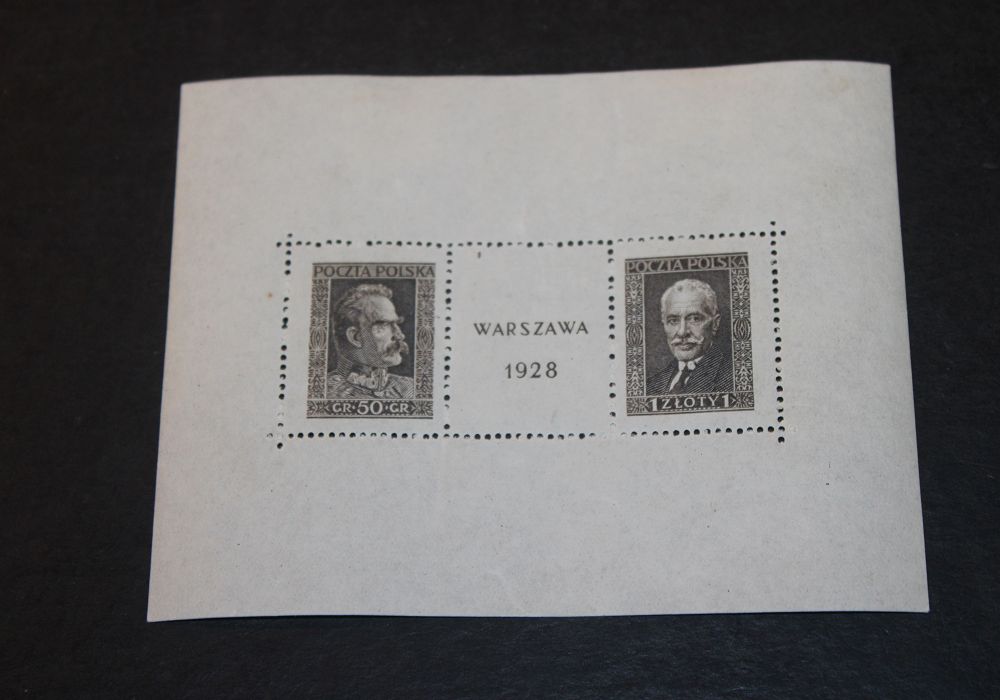 POCZTA POLSKA
GR·50·GR
WARSZAWA
1928
POCZTA POLSKA
1 ZŁOTY 1